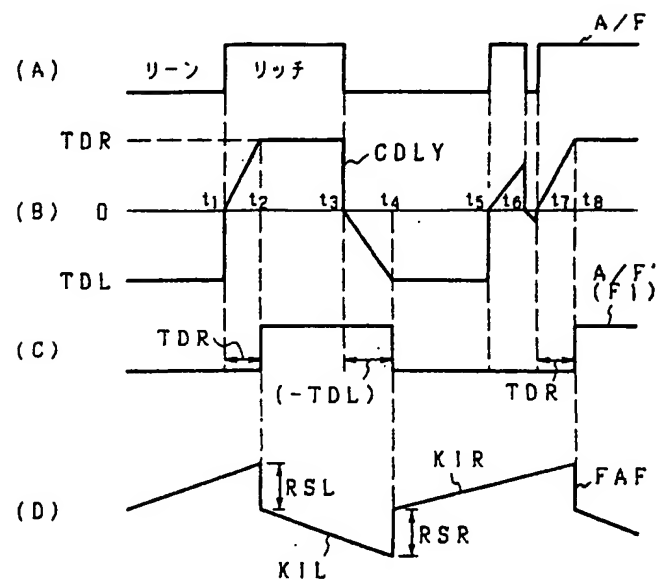 A/F
(A)
リーン
リッチ
TDR
CDLY
(B)
0
t1
t2
t3
t4
t5
t6
t7
t8
TDL
A/F'
(F1)
(C)
TDR
(-TDL)
TDR
(D)
RSL
KIL
KIR
RSR
FAF